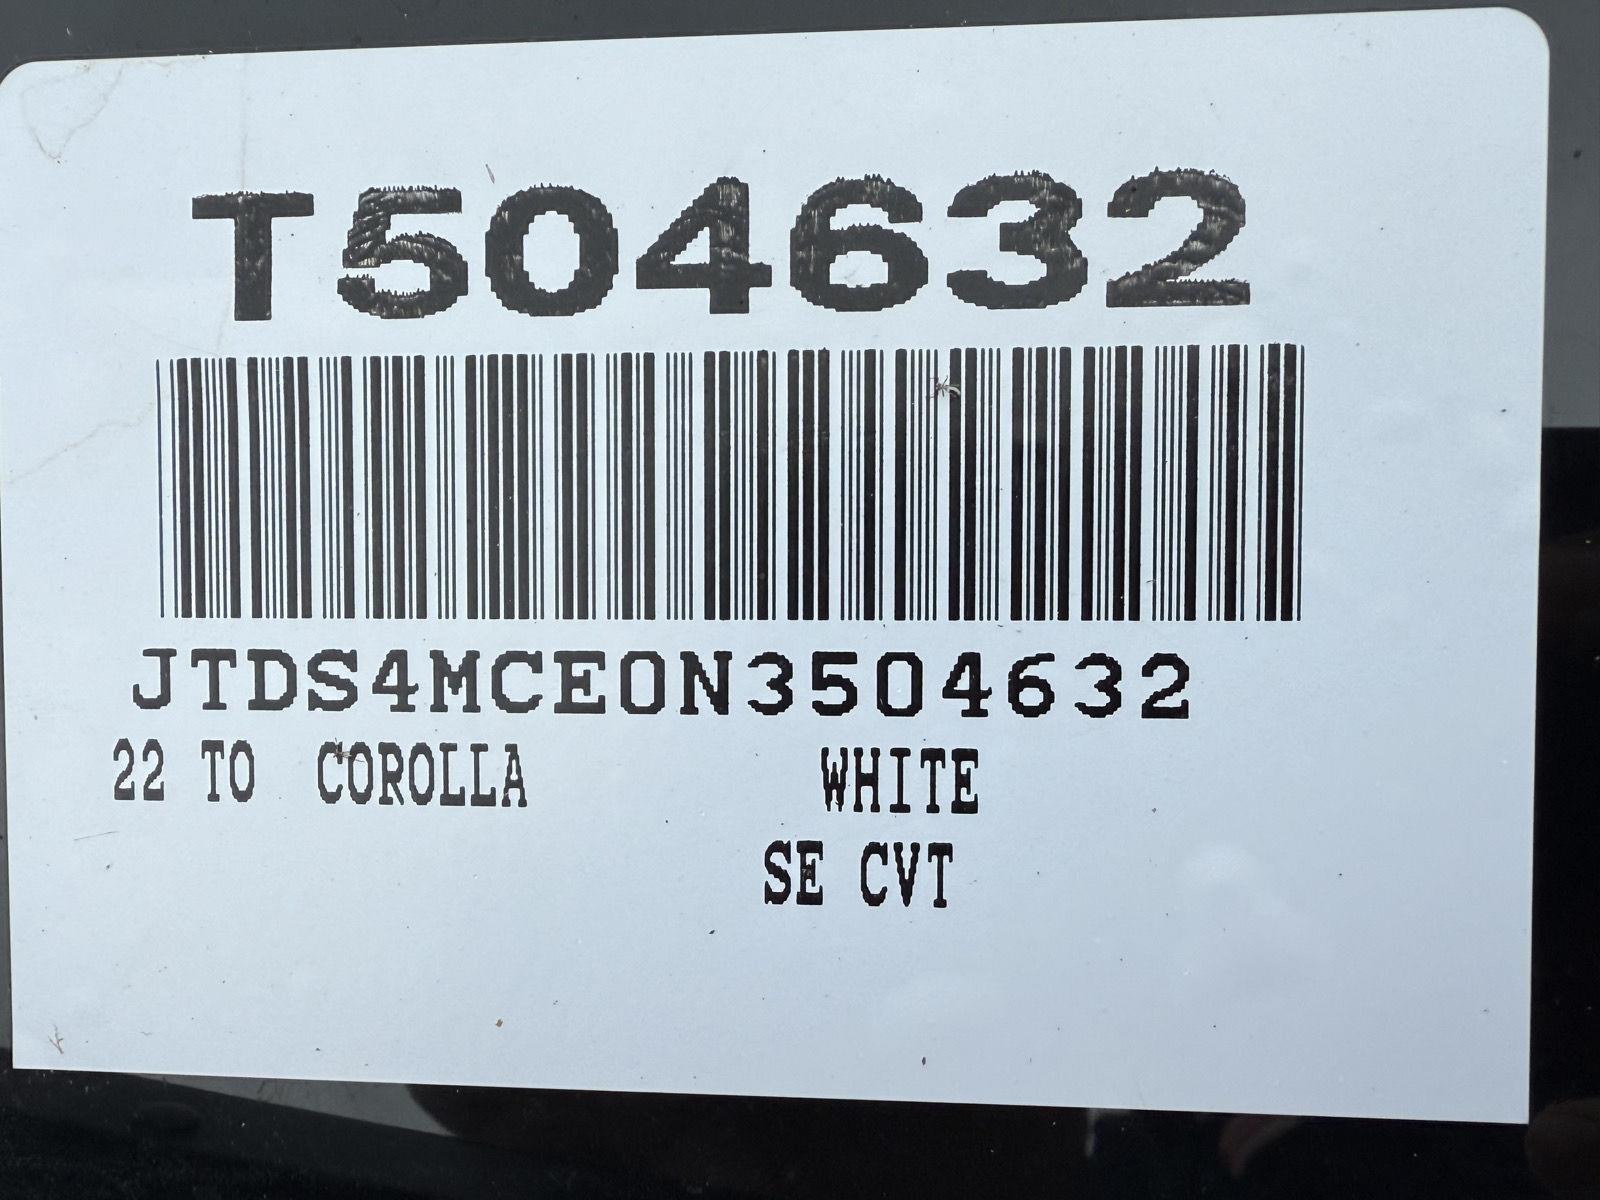 T504632
JTDS4MCE0N3504632
22 TO COROLLA WHITE
SE CVT